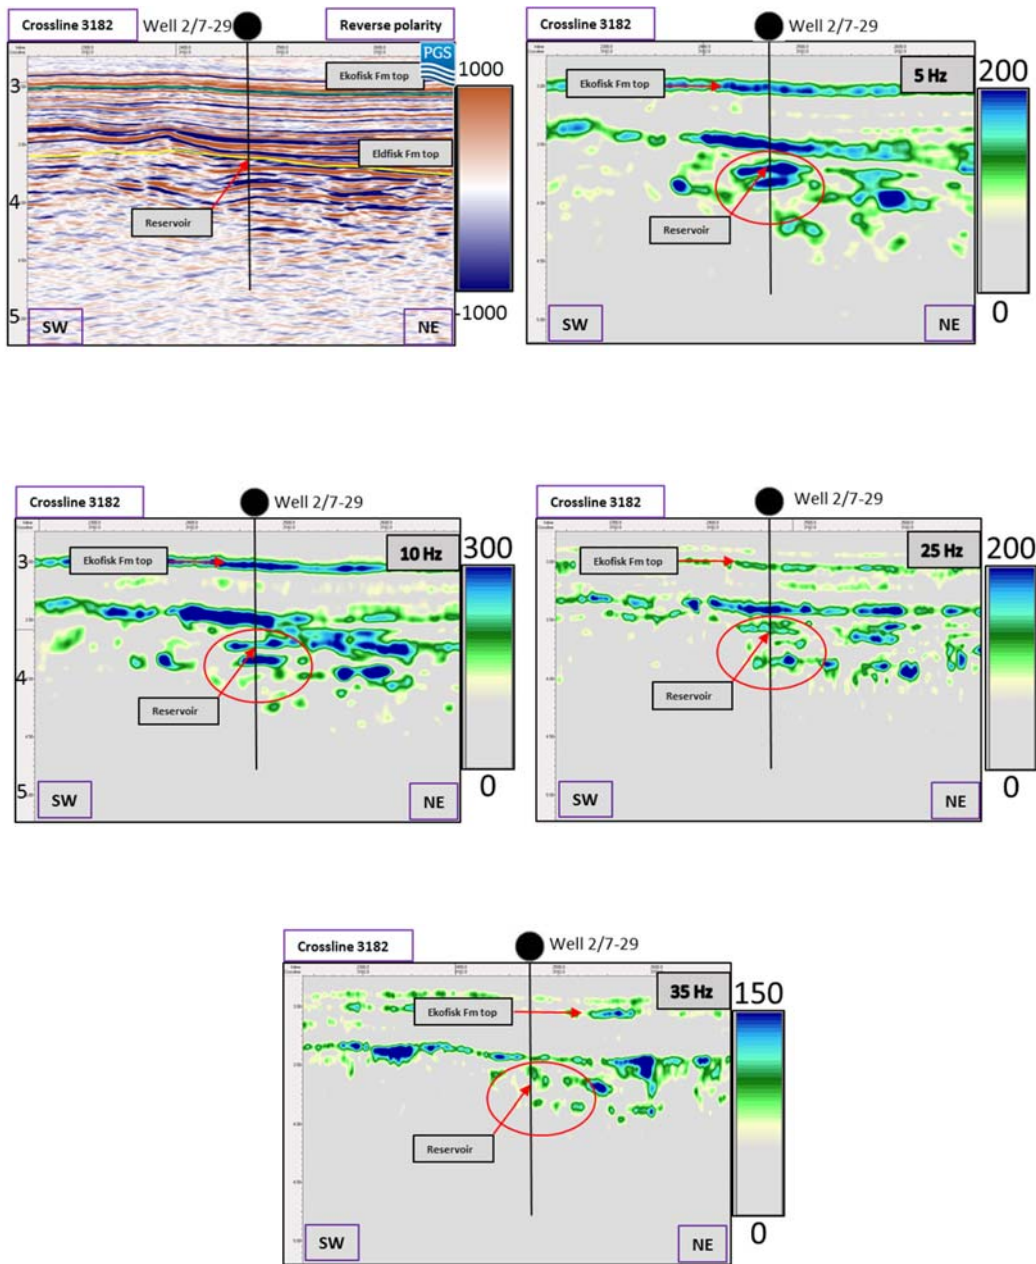 Crossline 3182
Well 2/7-29
Reverse polarity
PGS
Ekofisk Fm top
1000
3
Eldfisk Fm top
4
Reservoir
5
-1000
SW
NE
Crossline 3182
Well 2/7-29
5 Hz
200
Ekofisk Fm top
Reservoir
0
SW
NE
Crossline 3182
Well 2/7-29
10 Hz
300
3
Ekofisk Fm top
4
Reservoir
0
5
SW
NE
Crossline 3182
Well 2/7-29
25 Hz
200
Ekofisk Fm top
Reservoir
0
SW
NE
Crossline 3182
Well 2/7-29
35 Hz
150
Ekofisk Fm top
Reservoir
0
SW
NE